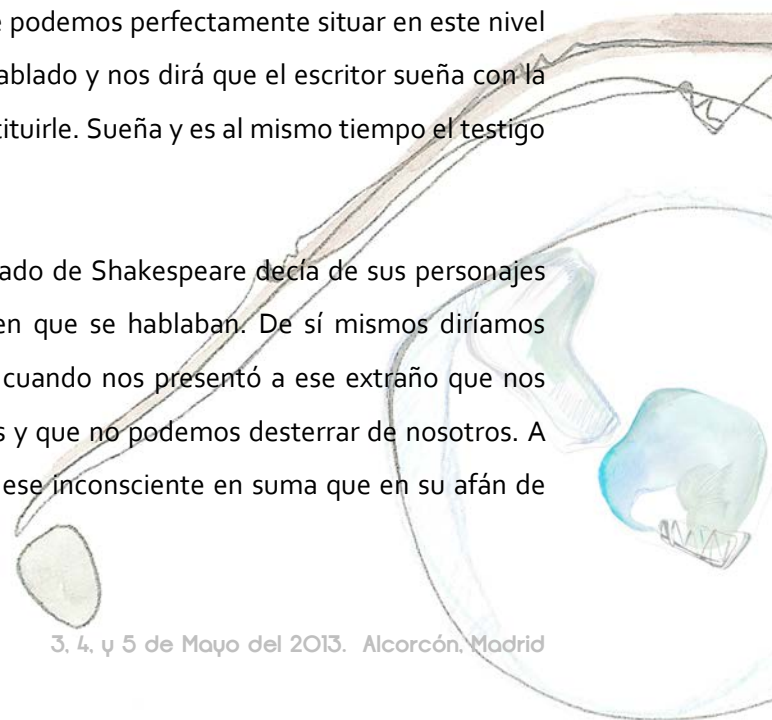 podemos perfectamente situar en este nivel
ablado y nos dirá que el escritor sueña con la
tituirle. Sueña y es al mismo tiempo el testigo
ado de Shakespeare decía de sus personajes
en que se hablaban. De sí mismos diríamos
cuando nos presentó a ese extraño que nos
s y que no podemos desterrar de nosotros. A
ese inconsciente en suma que en su afán de
3, 4, y 5 de Mayo del 2013. Alcorcón, Madrid